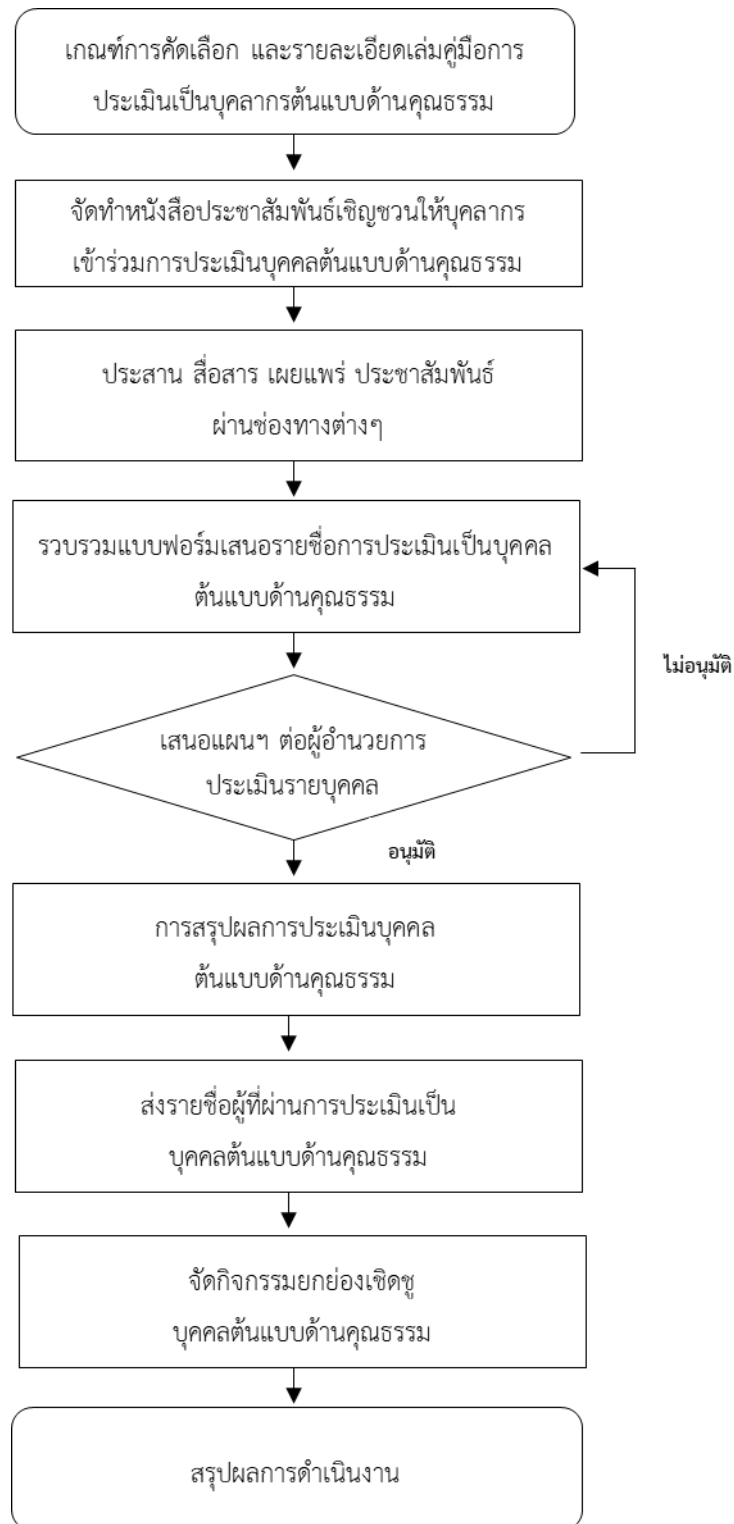 เกณฑ์การคัดเลือก และรายละเอียดเล่มคู่มือการ
ประเมินเป็นบุคลากรต้นแบบด้านคุณธรรม
จัดทำหนังสือประชาสัมพันธ์เชิญชวนให้บุคลากร
เข้าร่วมการประเมินบุคคลต้นแบบด้านคุณธรรม
ประสาน สื่อสาร เผยแพร่ ประชาสัมพันธ์
ผ่านช่องทางต่างๆ
รวบรวมแบบฟอร์มเสนอรายชื่อการประเมินเป็นบุคคล
ต้นแบบด้านคุณธรรม
ไม่อนุมัติ
เสนอแผนฯ ต่อผู้อำนวยการ
ประเมินรายบุคคล
อนุมัติ
การสรุปผลการประเมินบุคคล
ต้นแบบด้านคุณธรรม
ส่งรายชื่อผู้ที่ผ่านการประเมินเป็น
บุคคลต้นแบบด้านคุณธรรม
จัดกิจกรรมยกย่องเชิดชู
บุคคลต้นแบบด้านคุณธรรม
สรุปผลการดำเนินงาน